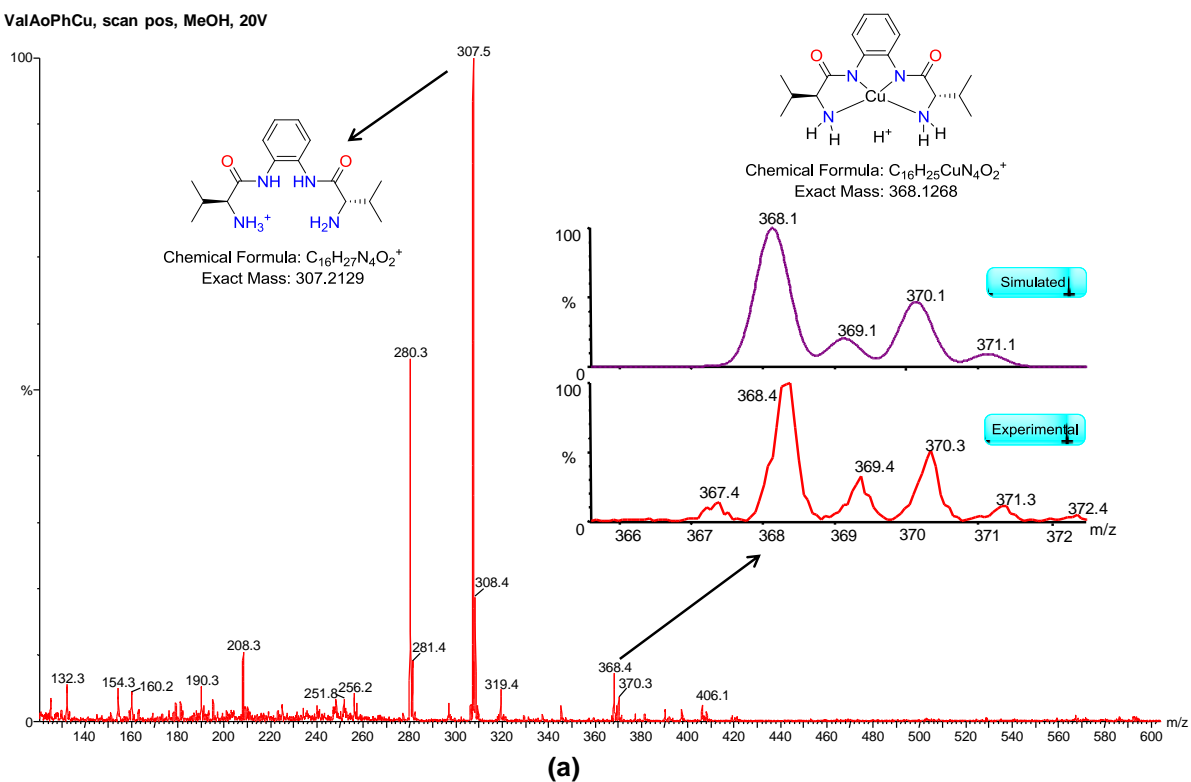 ValAoPhCu, scan pos, MeOH, 20V
100
%
0
307.5
280.3
281.4
308.4
208.3
132.3
154.3
160.2
190.3
251.8
256.2
319.4
368.4
370.3
406.1
140 160 180 200 220 240 260 280 300 320 340 360 380 400 420 440 460 480 500 520 540 560 580 600 m/z
O O
NH HN
NH3+ H2N
Chemical Formula: C16H27N4O2+
Exact Mass: 307.2129
O O
N N
Cu
N N
H H H+ H H
Chemical Formula: C16H25CuN4O2+
Exact Mass: 368.1268
100
%
0
368.1
369.1
370.1
371.1
Simulated
100
%
0
367.4
368.4
369.4
370.3
371.3
372.4
Experimental
366 367 368 369 370 371 372 m/z
(a)